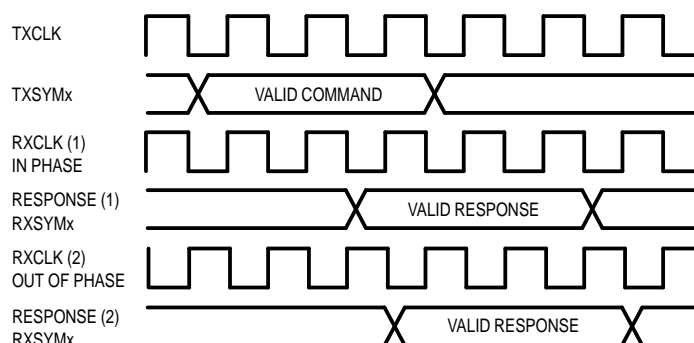 TXCLK
TXSYMx
VALID COMMAND
RXCLK (1)
IN PHASE
RESPONSE (1)
RXSYMx
VALID RESPONSE
RXCLK (2)
OUT OF PHASE
RESPONSE (2)
RXSYMx
VALID RESPONSE